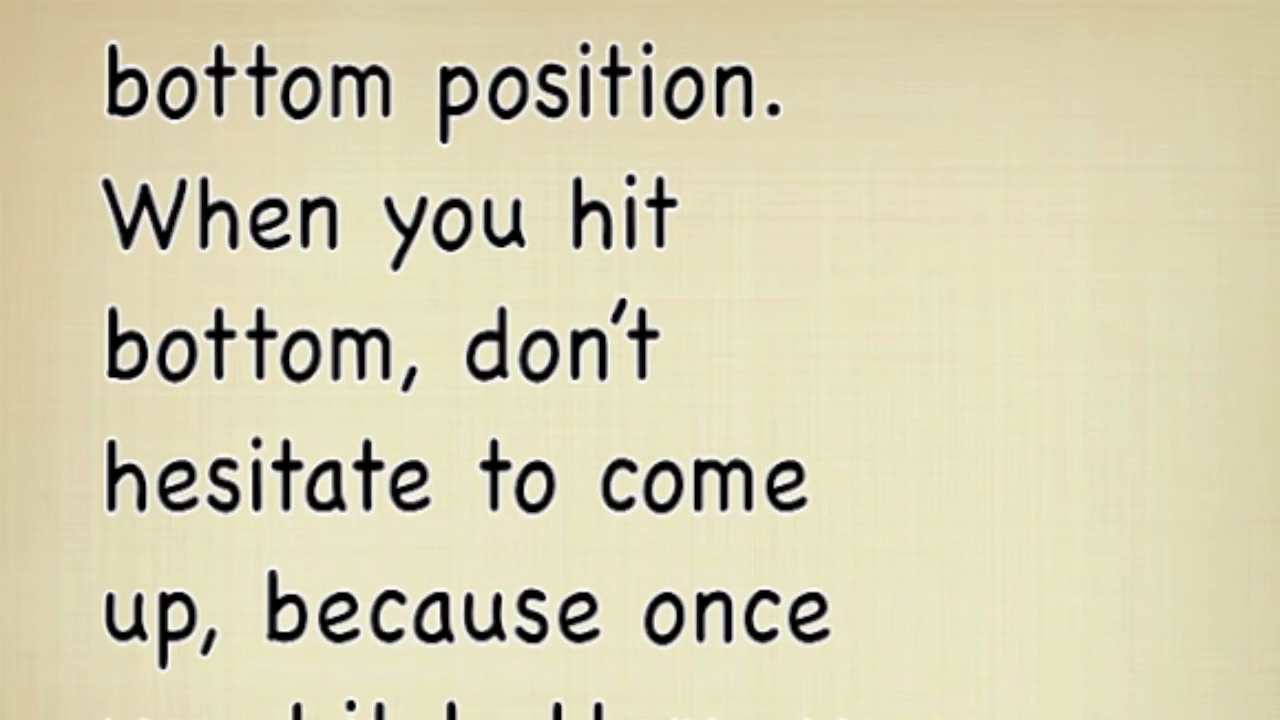 bottom position.
When you hit
bottom, don't
hesitate to come
up, because once